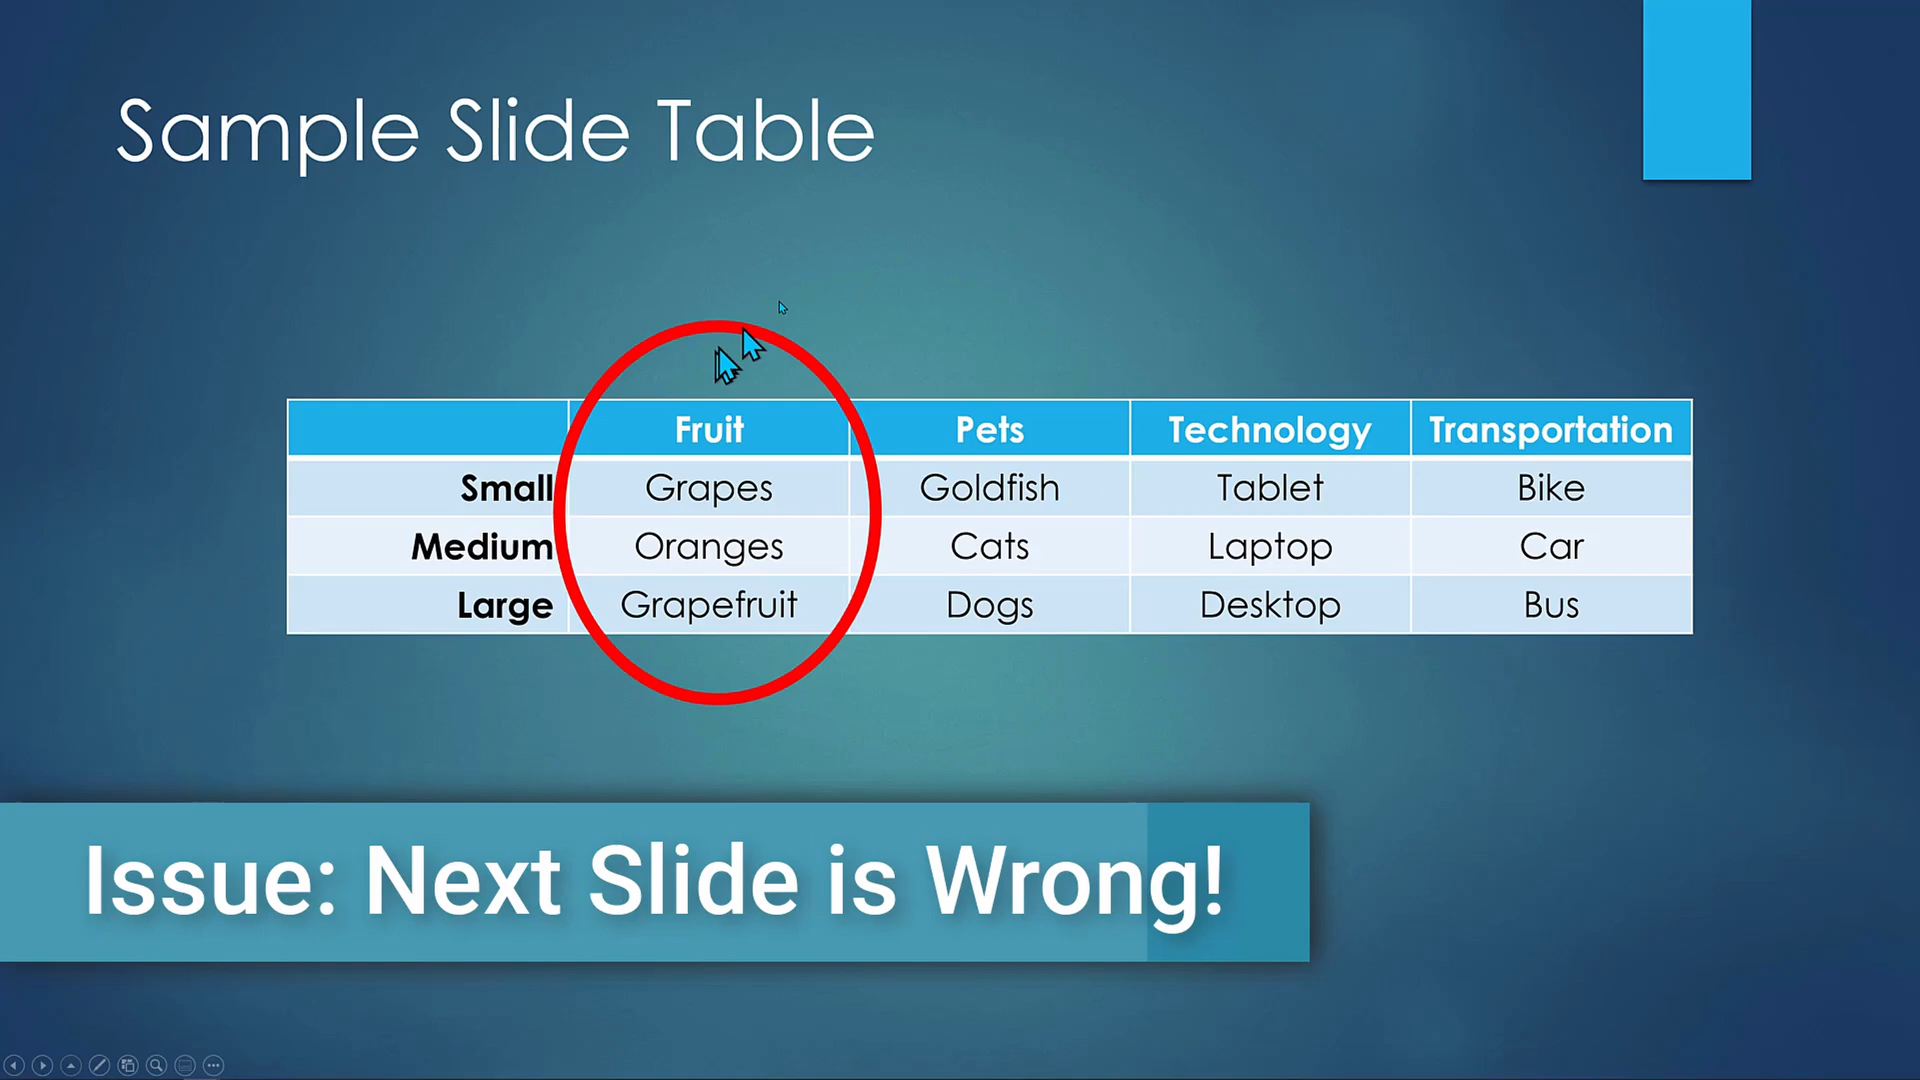 Sample Slide Table
Fruit Pets Technology Transportation
Small Grapes Goldfish Tablet Bike
Medium Oranges Cats Laptop Car
Large Grapefruit Dogs Desktop Bus
Issue: Next Slide is Wrong!